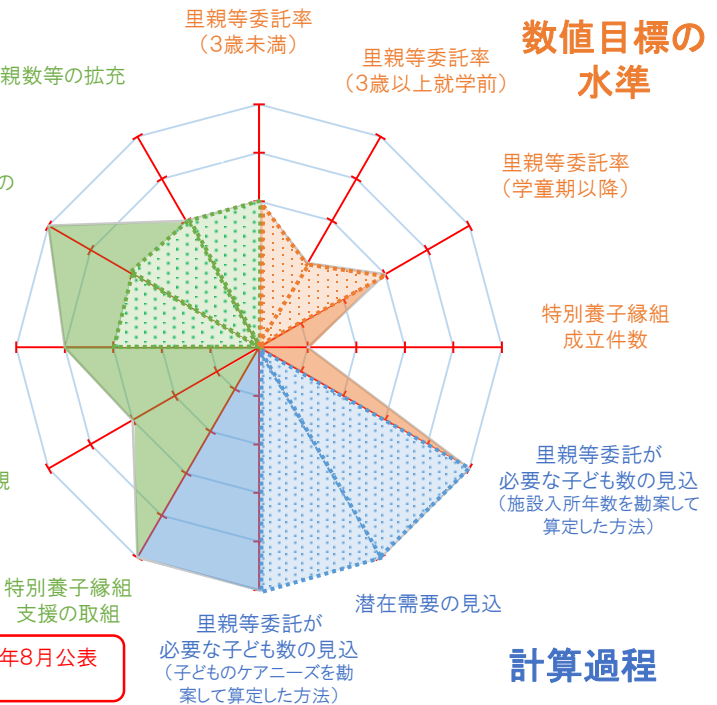 里親等委託率
（3歳未満）
数値目標の
水準
里親等委託率
（3歳以上就学前）
親数等の拡充
里親等委託率
（学童期以降）
の
特別養子縁組
成立件数
里親等委託が
必要な子ども数の見込
（施設入所年数を勘案して
算定した方法）
親
特別養子縁組
支援の取組
潜在需要の見込
里親等委託が
必要な子ども数の見込
（子どものケアニーズを勘
案して算定した方法）
年8月公表
計算過程